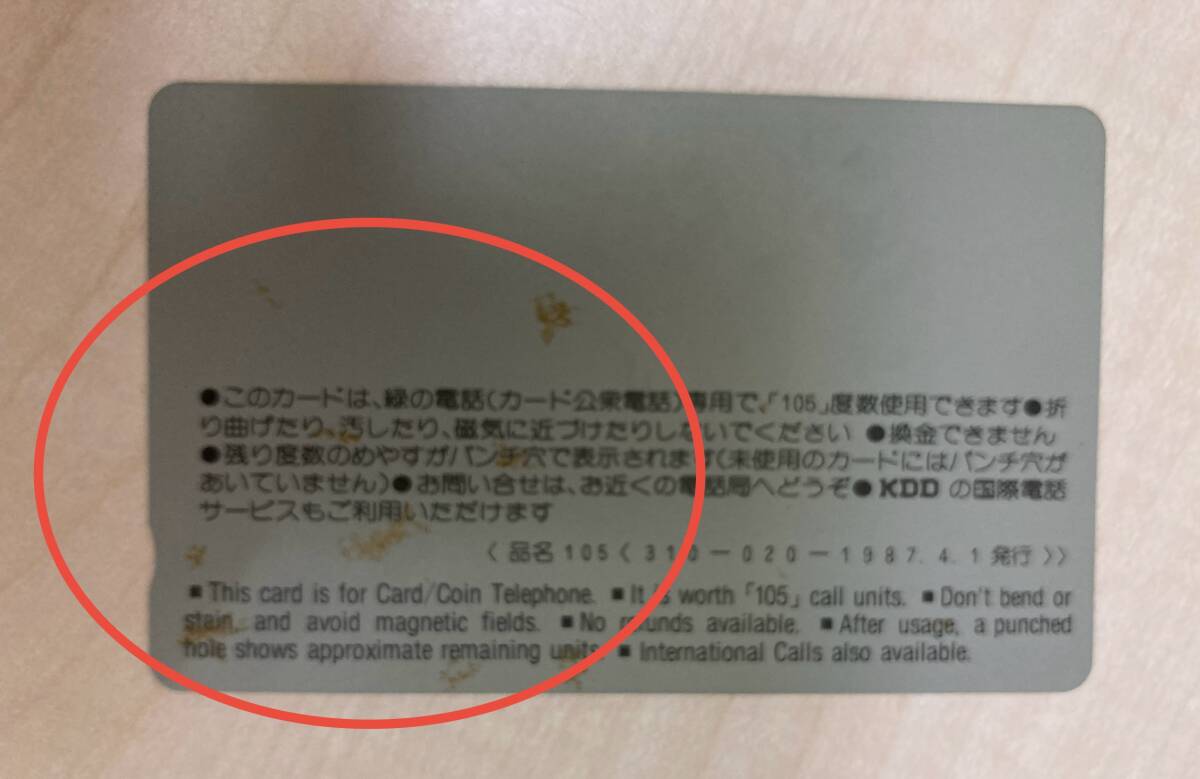 ●このカードは、緑の電話(カード公衆電話)専用で、「105」度数使用できます●折
り曲げたり、汚したり、磁気に近づけたりしないでください ●換金できません
●残り度数のめやすがパンチ穴で表示されます(未使用のカードにはパンチ穴が
あいていません)●お問い合せは、お近くの電話局へどうぞ●KDDの国際電話
サービスもご利用いただけます
〈品名105〈310-020-1987.4.1発行〉〉
■This card is for Card/Coin Telephone. ■It is worth「105」call units. ■Don't bend or
stain, and avoid magnetic fields. ■No refunds available. ■After usage, a punched
hole shows approximate remaining units. ■International Calls also available.